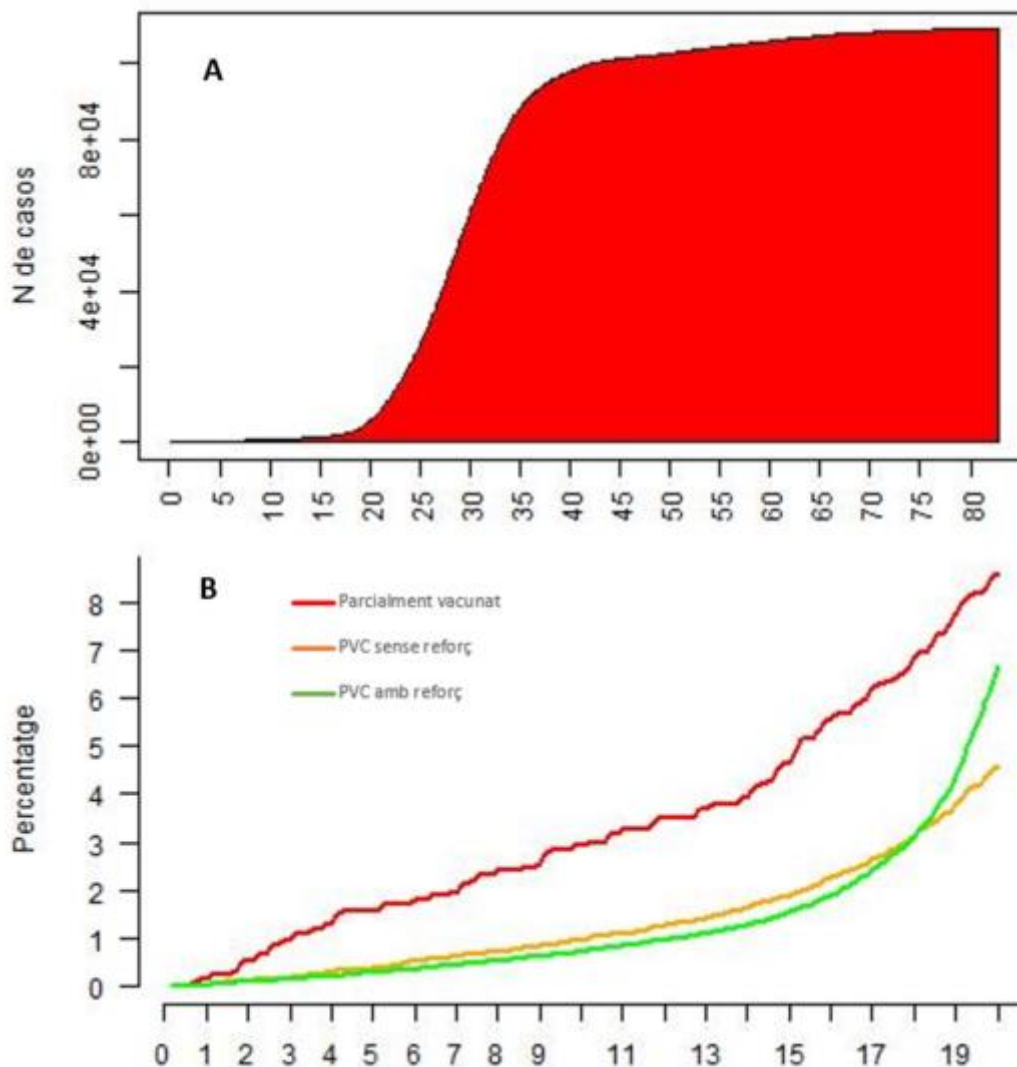 A
N de casos
8e+04
4e+04
0e+00
0 5 10 15 20 25 30 35 40 45 50 55 60 65 70 75 80
B
Parcialment vacunat
PVC sense reforç
PVC amb reforç
Percentatge
8
7
6
5
4
3
2
1
0
0 1 2 3 4 5 6 7 8 9 11 13 15 17 19